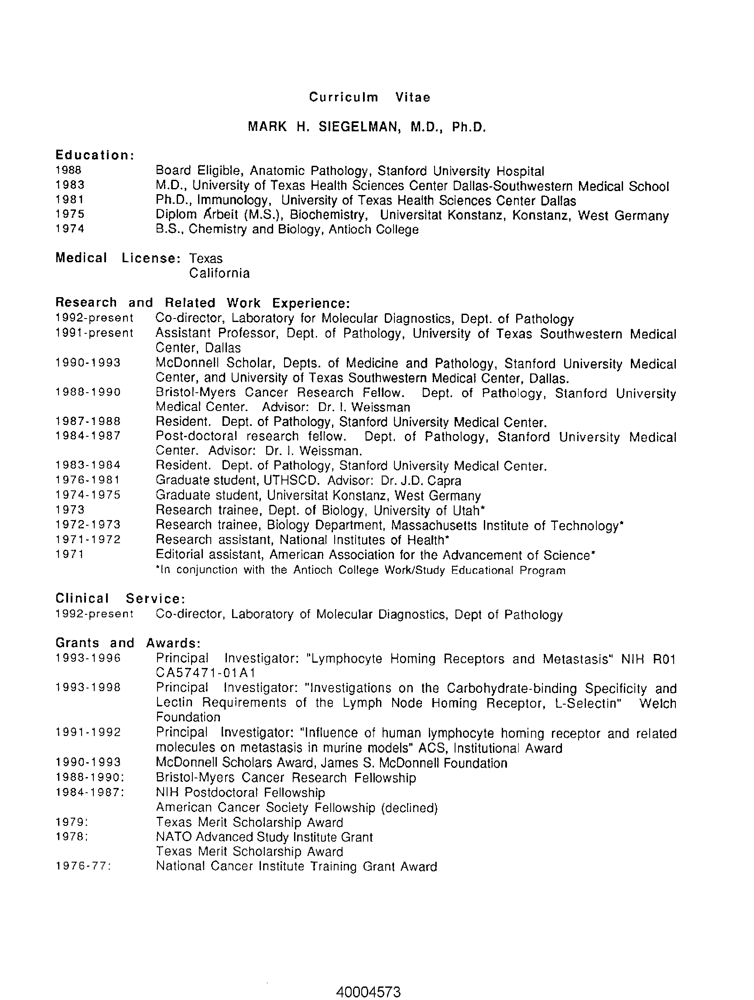 Curriculm Vitae
MARK H. SIEGELMAN, M.D., Ph.D.
Education:
1988 Board Eligible, Anatomic Pathology, Stanford University Hospital
1983 M.D., University of Texas Health Sciences Center Dallas-Southwestern Medical School
1981 Ph.D., Immunology, University of Texas Health Sciences Center Dallas
1975 Diplom Arbeit (M.S.), Biochemistry, Universitat Konstanz, Konstanz, West Germany
1974 B.S., Chemistry and Biology, Antioch College
Medical License: Texas
California
Research and Related Work Experience:
1992-present Co-director, Laboratory for Molecular Diagnostics, Dept. of Pathology
1991-present Assistant Professor, Dept. of Pathology, University of Texas Southwestern Medical
Center, Dallas
1990-1993 McDonnell Scholar, Depts. of Medicine and Pathology, Stanford University Medical
Center, and University of Texas Southwestern Medical Center, Dallas.
1988-1990 Bristol-Myers Cancer Research Fellow. Dept. of Pathology, Stanford University
Medical Center. Advisor: Dr. I. Weissman
1987-1988 Resident. Dept. of Pathology, Stanford University Medical Center.
1984-1987 Post-doctoral research fellow. Dept. of Pathology, Stanford University Medical
Center. Advisor: Dr. I. Weissman.
1983-1984 Resident. Dept. of Pathology, Stanford University Medical Center.
1976-1981 Graduate student, UTHSCD. Advisor: Dr. J.D. Capra
1974-1975 Graduate student, Universitat Konstanz, West Germany
1973 Research trainee, Dept. of Biology, University of Utah*
1972-1973 Research trainee, Biology Department, Massachusetts Institute of Technology*
1971-1972 Research assistant, National Institutes of Health*
1971 Editorial assistant, American Association for the Advancement of Science*
*In conjunction with the Antioch College Work/Study Educational Program
Clinical Service:
1992-present Co-director, Laboratory of Molecular Diagnostics, Dept of Pathology
Grants and Awards:
1993-1996 Principal Investigator: "Lymphocyte Homing Receptors and Metastasis" NIH R01
CA57471-01A1
1993-1998 Principal Investigator: "Investigations on the Carbohydrate-binding Specificity and
Lectin Requirements of the Lymph Node Homing Receptor, L-Selectin" Welch
Foundation
1991-1992 Principal Investigator: "Influence of human lymphocyte homing receptor and related
molecules on metastasis in murine models" ACS, Institutional Award
1990-1993 McDonnell Scholars Award, James S. McDonnell Foundation
1988-1990: Bristol-Myers Cancer Research Fellowship
1984-1987: NIH Postdoctoral Fellowship
American Cancer Society Fellowship (declined)
1979: Texas Merit Scholarship Award
1978: NATO Advanced Study Institute Grant
Texas Merit Scholarship Award
1976-77: National Cancer Institute Training Grant Award
40004573